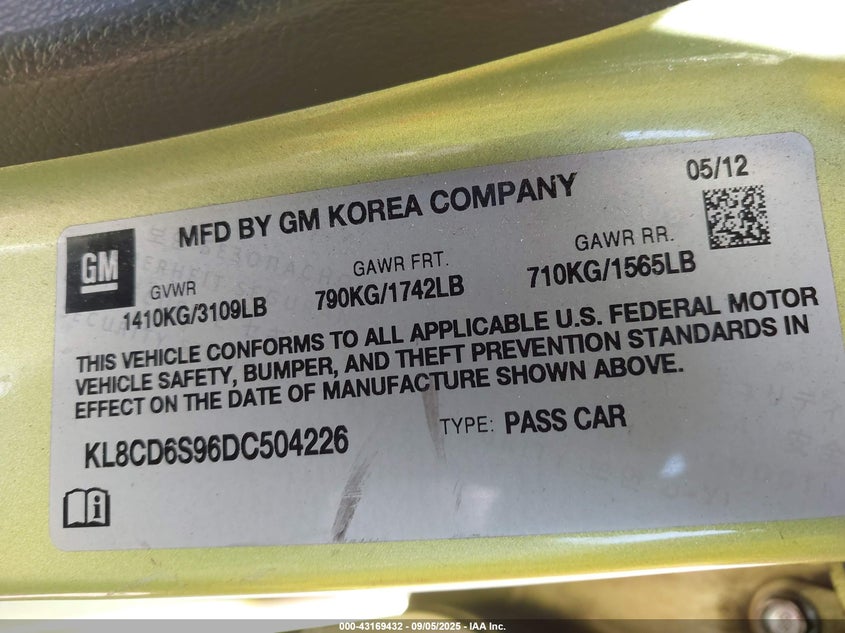 05/12
MFD BY GM KOREA COMPANY
GM
GVWR
GAWR FRT.
GAWR RR.
1410KG/3109LB
790KG/1742LB
710KG/1565LB
THIS VEHICLE CONFORMS TO ALL APPLICABLE U.S. FEDERAL MOTOR
VEHICLE SAFETY, BUMPER, AND THEFT PREVENTION STANDARDS IN
EFFECT ON THE DATE OF MANUFACTURE SHOWN ABOVE.
KL8CD6S96DC504226
TYPE: PASS CAR
000-43169432 - 09/05/2025 - IAA Inc.